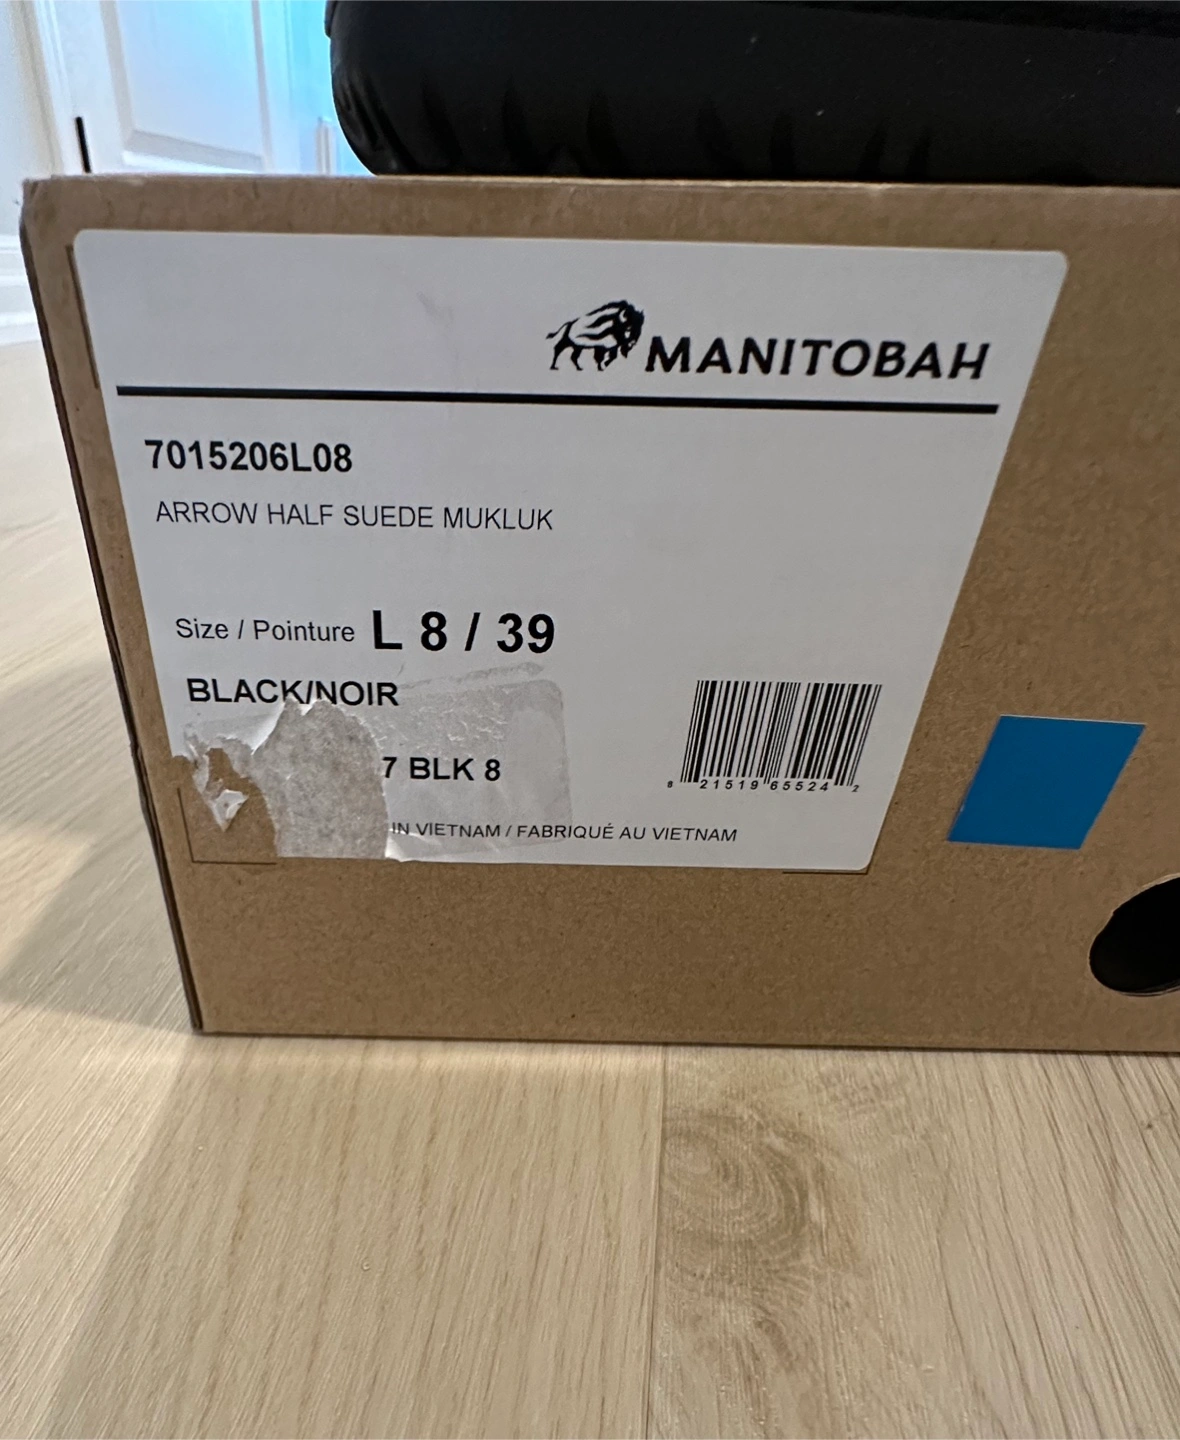 MANITOBAH
7015206L08
ARROW HALF SUEDE MUKLUK
Size / Pointure L 8 / 39
BLACK/NOIR
7 BLK 8
8 21519 65524 2
IN VIETNAM / FABRIQUÉ AU VIETNAM